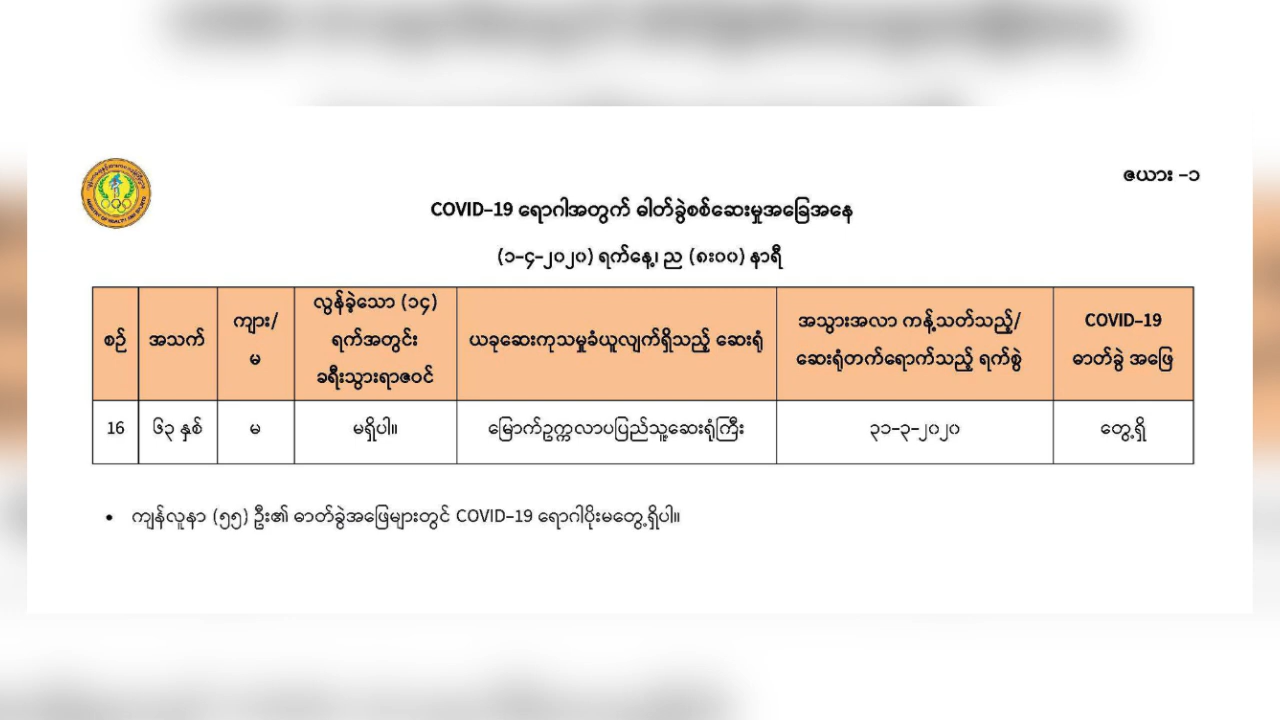 ဇယား -၁
COVID-19 ရောဂါအတွက် ဓါတ်ခွဲစစ်ဆေးမှုအခြေအနေ
(၁-၄-၂၀၂၀) ရက်နေ့၊ ည (၈း၀၀) နာရီ
စဉ်
အသက်
ကျား/
မ
လွန်ခဲ့သော (၁၄)
ရက်အတွင်း
ခရီးသွားရာဇဝင်
ယခုဆေးကုသမှုခံယူလျက်ရှိသည့် ဆေးရုံ
အသွားအလာ ကန့်သတ်သည့်/
ဆေးရုံတက်ရောက်သည့် ရက်စွဲ
COVID-19
ဓာတ်ခွဲ အဖြေ
16
၆၃ နှစ်
မ
မရှိပါ။
မြောက်ဥက္ကလာပပြည်သူ့ဆေးရုံကြီး
၃၁-၃-၂၀၂၀
တွေ့ရှိ
• ကျန်လူနာ (၅၅) ဦး၏ ဓာတ်ခွဲအဖြေများတွင် COVID-19 ရောဂါပိုးမတွေ့ရှိပါ။